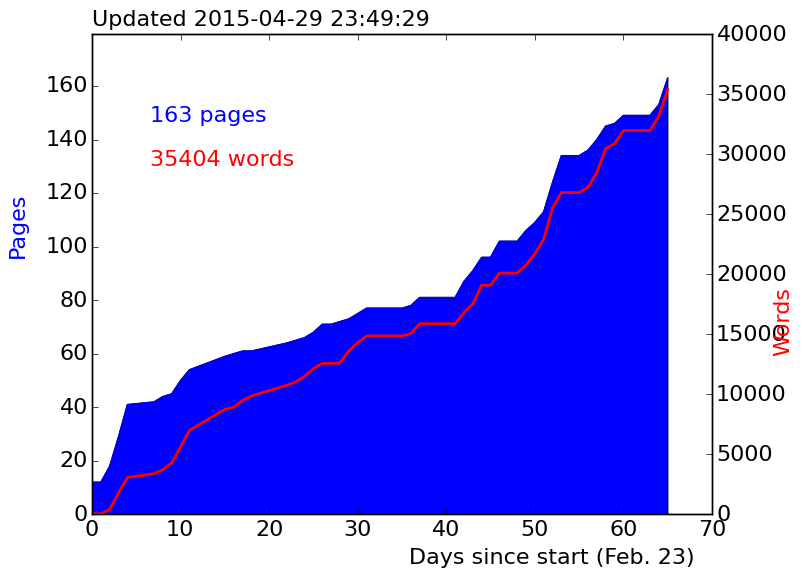 Updated 2015-04-29 23:49:29
163 pages
35404 words
Pages
0
20
40
60
80
100
120
140
160
Words
0
5000
10000
15000
20000
25000
30000
35000
40000
0 10 20 30 40 50 60 70
Days since start (Feb. 23)